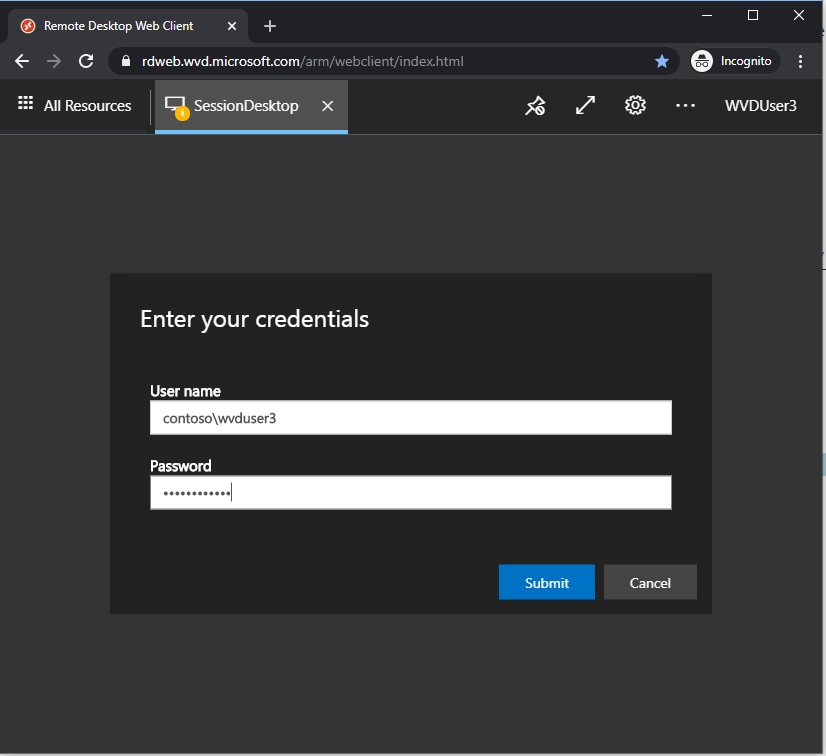 Remote Desktop Web Client
rdweb.wvd.microsoft.com/arm/webclient/index.html
Incognito
All Resources
SessionDesktop
WVDUser3
Enter your credentials
User name
contoso\wvduser3
Password
••••••••••••
Submit
Cancel